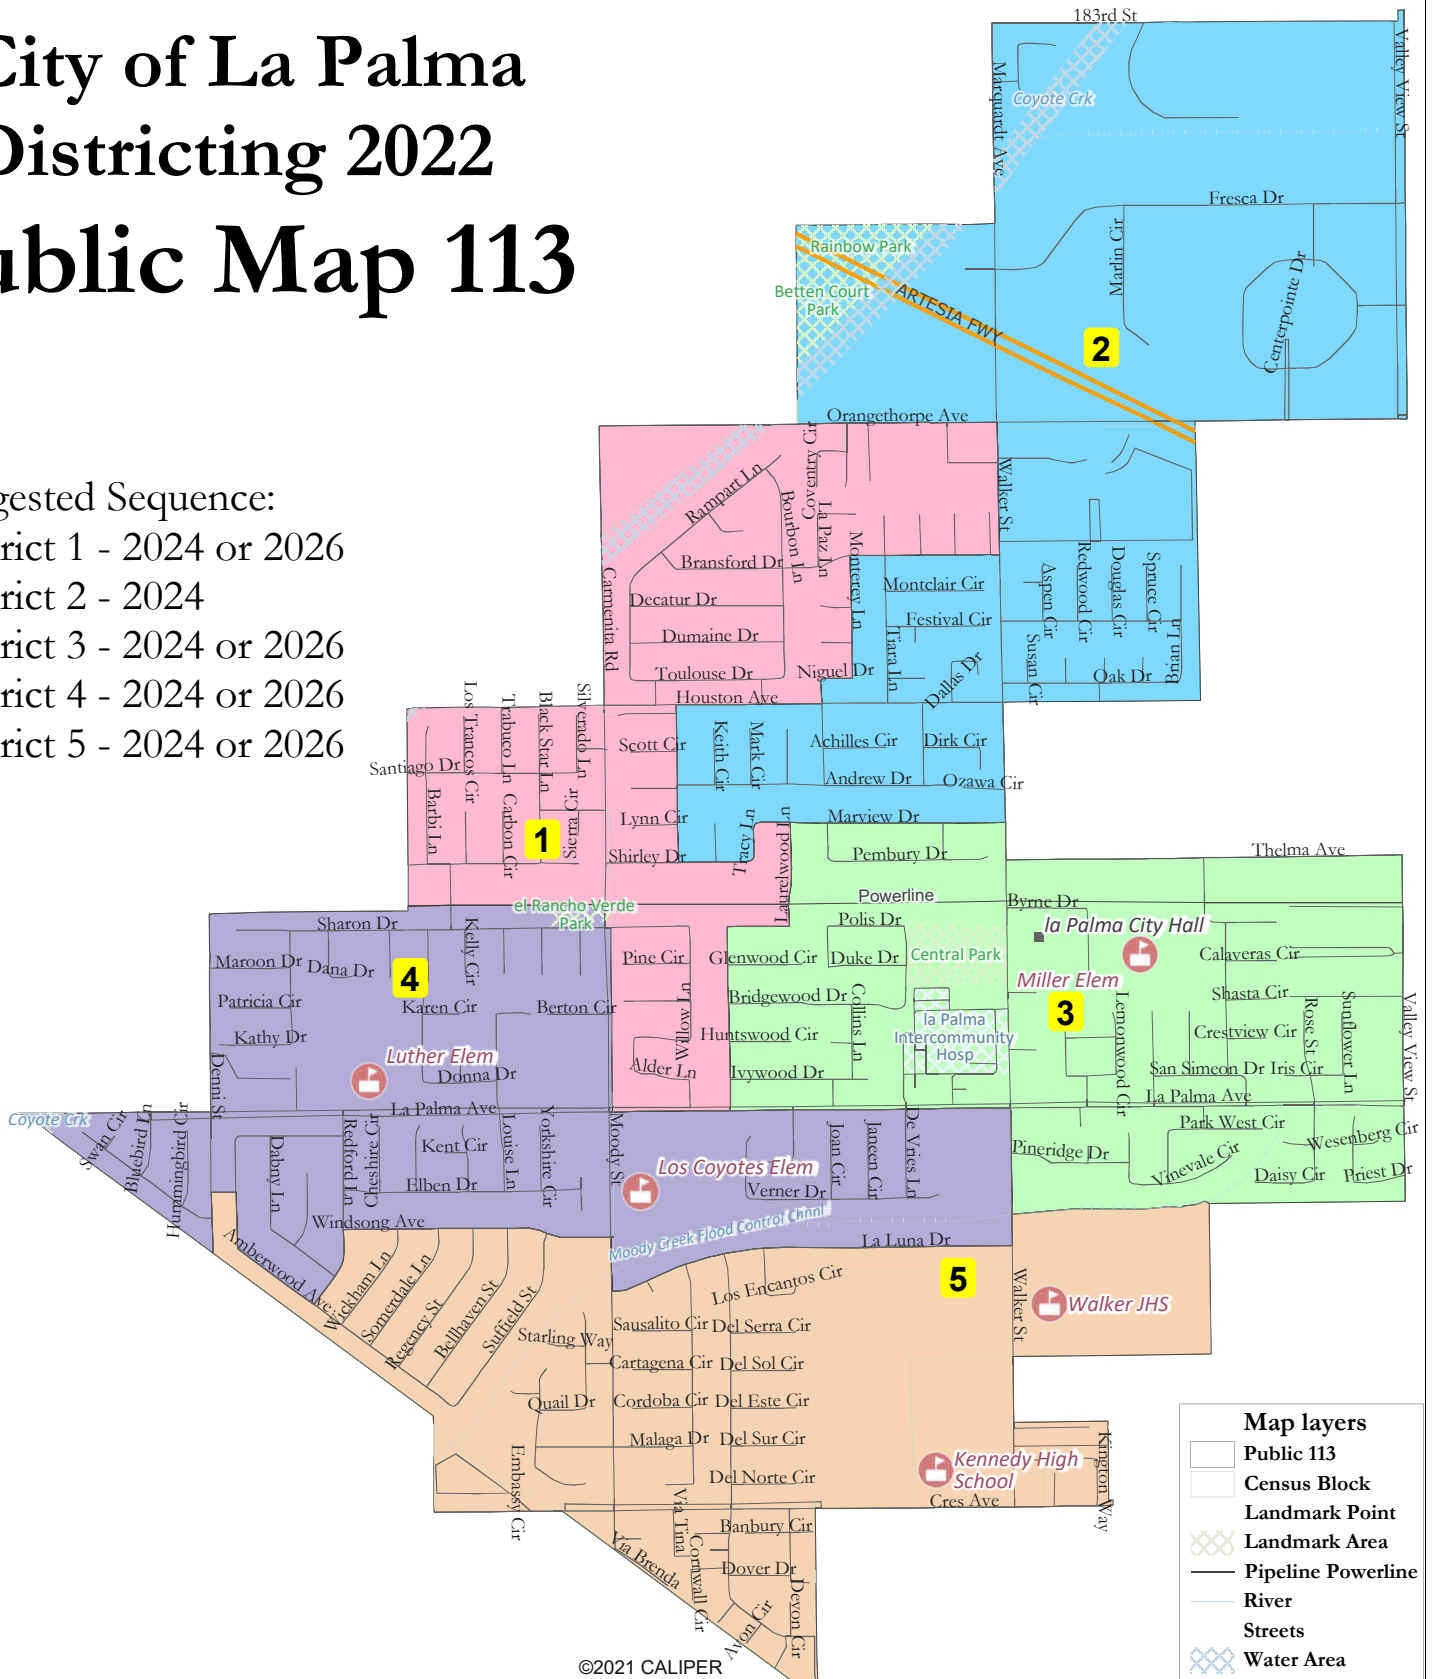 City of La Palma
Districting 2022
ublic Map 113
gested Sequence:
rict 1 - 2024 or 2026
rict 2 - 2024
rict 3 - 2024 or 2026
rict 4 - 2024 or 2026
rict 5 - 2024 or 2026
183rd St
Valley View St
Marquardt Ave
Coyote Crk
Fresca Dr
Marlin Cir
Centerpointe Dr
Rainbow Park
Betten Court
Park
ARTESIA FWY
2
Orangethorpe Ave
Coventry Cir
Rampart Ln
Bourbon Ln
La Paz Ln
Walker St
Monterey Ln
Bransford Dr
Carmenita Rd
Decatur Dr
Dumaine Dr
Toulouse Dr
Niguel Dr
Houston Ave
Montclair Cir
Festival Cir
Tiara Ln
Dallas Dr
Aspen Cir
Redwood Cir
Douglas Cir
Spruce Cir
Brian Ln
Susan Cir
Oak Dr
Los Trancos Cir
Trabuco Ln
Black Star Ln
Silverado Ln
Santiago Dr
Scott Cir
Keith Cir
Mark Cir
Achilles Cir
Dirk Cir
Andrew Dr
Ozawa Cir
Barbi Ln
Carbon Cir
Sierra Cir
1
Lynn Cir
Tracy Ln
Laurelwood Ln
Marview Dr
Shirley Dr
Pembury Dr
Thelma Ave
Powerline
Byrne Dr
el Rancho Verde
Park
Sharon Dr
Kelly Cir
Polis Dr
la Palma City Hall
Maroon Dr
Dana Dr
4
Pine Cir
Glenwood Cir
Duke Dr
Central Park
Calaveras Cir
Miller Elem
Patricia Cir
Karen Cir
Berton Cir
Willow Ln
Bridgewood Dr
Collins Ln
3
Lemonwood Cir
Shasta Cir
Rose St
Sunflower Ln
Valley View St
Kathy Dr
Huntswood Cir
la Palma
Intercommunity
Hosp
Crestview Cir
Luther Elem
Denni St
Donna Dr
Alder Ln
Ivywood Dr
San Simeon Dr
Iris Cir
La Palma Ave
La Palma Ave
Coyote Crk
Swan Cir
Bluebird Ln
Hummingbird Cir
Dabny Ln
Redford Ln
Cheshire Cir
Kent Cir
Louise Ln
Yorkshire Cir
Moody St
Elben Dr
Los Coyotes Elem
Verner Dr
Joan Cir
Janeen Cir
De Vries Ln
Pineridge Dr
Park West Cir
Vinevale Cir
Wesenberg Cir
Daisy Cir
Priest Dr
Windsong Ave
Amberwood Ave
Moody Creek Flood Control Chnnl
La Luna Dr
Wickham Ln
Somerdale Ln
Regency St
Bellhaven St
Suffield St
Los Encantos Cir
5
Walker St
Walker JHS
Starling Way
Sausalito Cir
Del Serra Cir
Cartagena Cir
Del Sol Cir
Quail Dr
Cordoba Cir
Del Este Cir
Malaga Dr
Del Sur Cir
Embassy Cir
Del Norte Cir
Kennedy High
School
Kington Way
Cres Ave
Via Tina
Banbury Cir
Via Brenda
Cornwall Cir
Dover Dr
Devon Cir
Avon Cir
©2021 CALIPER
Map layers
Public 113
Census Block
Landmark Point
Landmark Area
Pipeline Powerline
River
Streets
Water Area